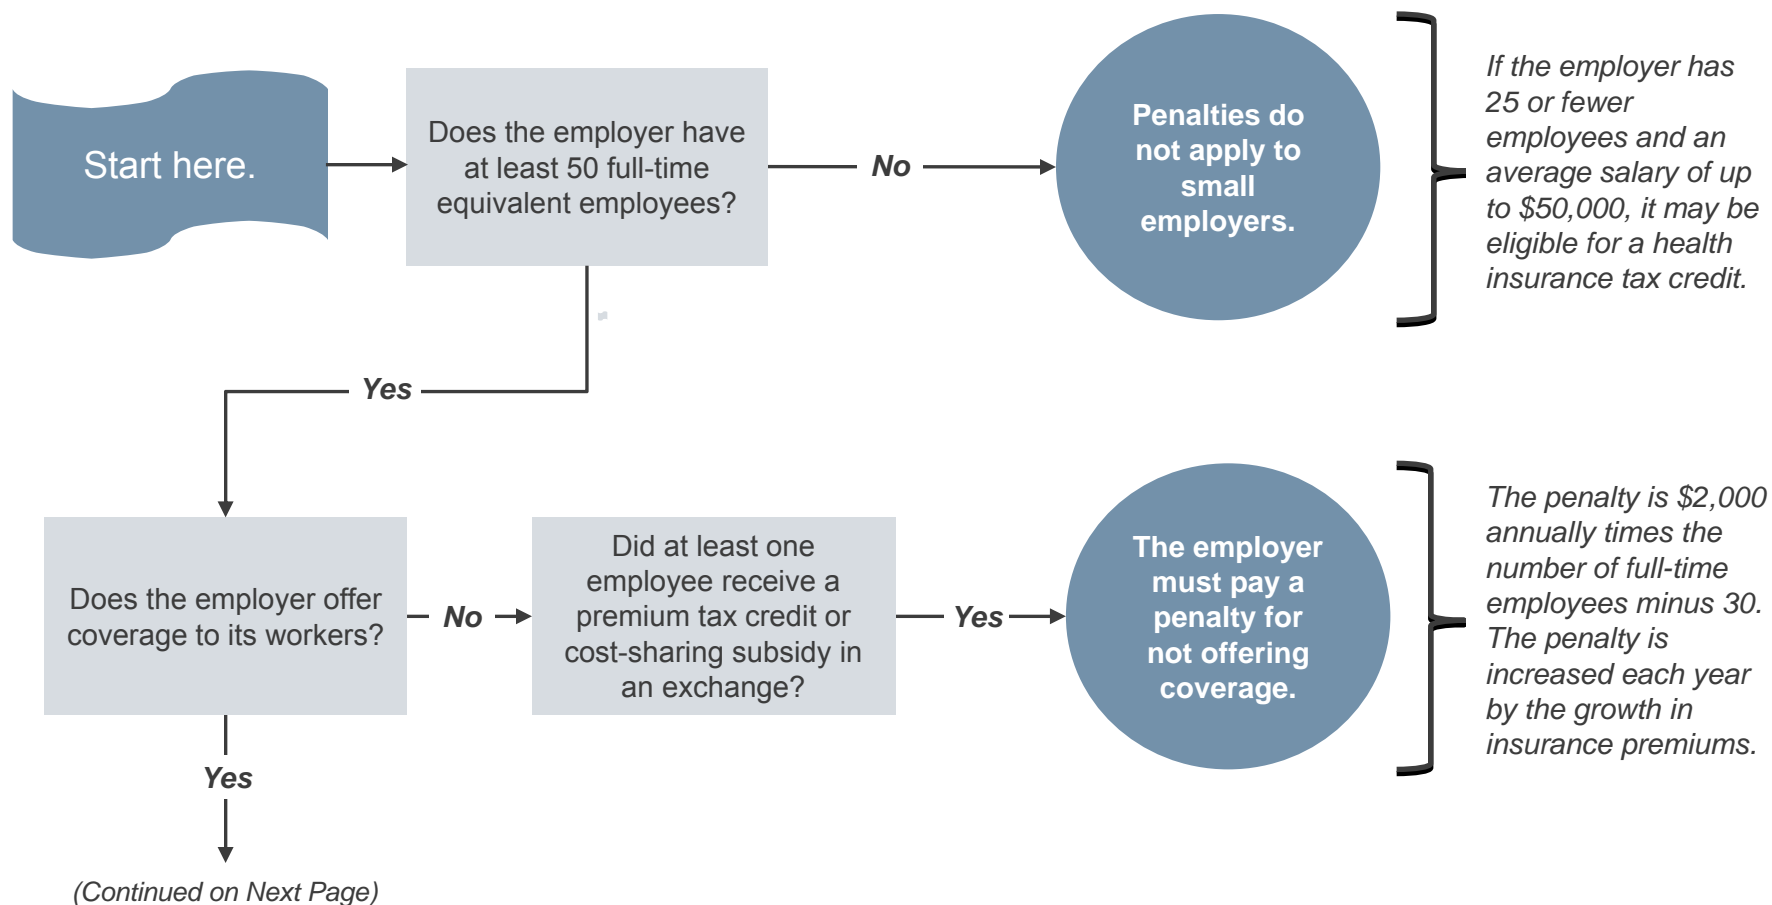 Start here.
Does the employer have
at least 50 full-time
equivalent employees?
No
Penalties do
not apply to
small
employers.
If the employer has
25 or fewer
employees and an
average salary of up
to $50,000, it may be
eligible for a health
insurance tax credit.
Yes
Does the employer offer
coverage to its workers?
No
Did at least one
employee receive a
premium tax credit or
cost-sharing subsidy in
an exchange?
Yes
The employer
must pay a
penalty for
not offering
coverage.
The penalty is $2,000
annually times the
number of full-time
employees minus 30.
The penalty is
increased each year
by the growth in
insurance premiums.
Yes
(Continued on Next Page)